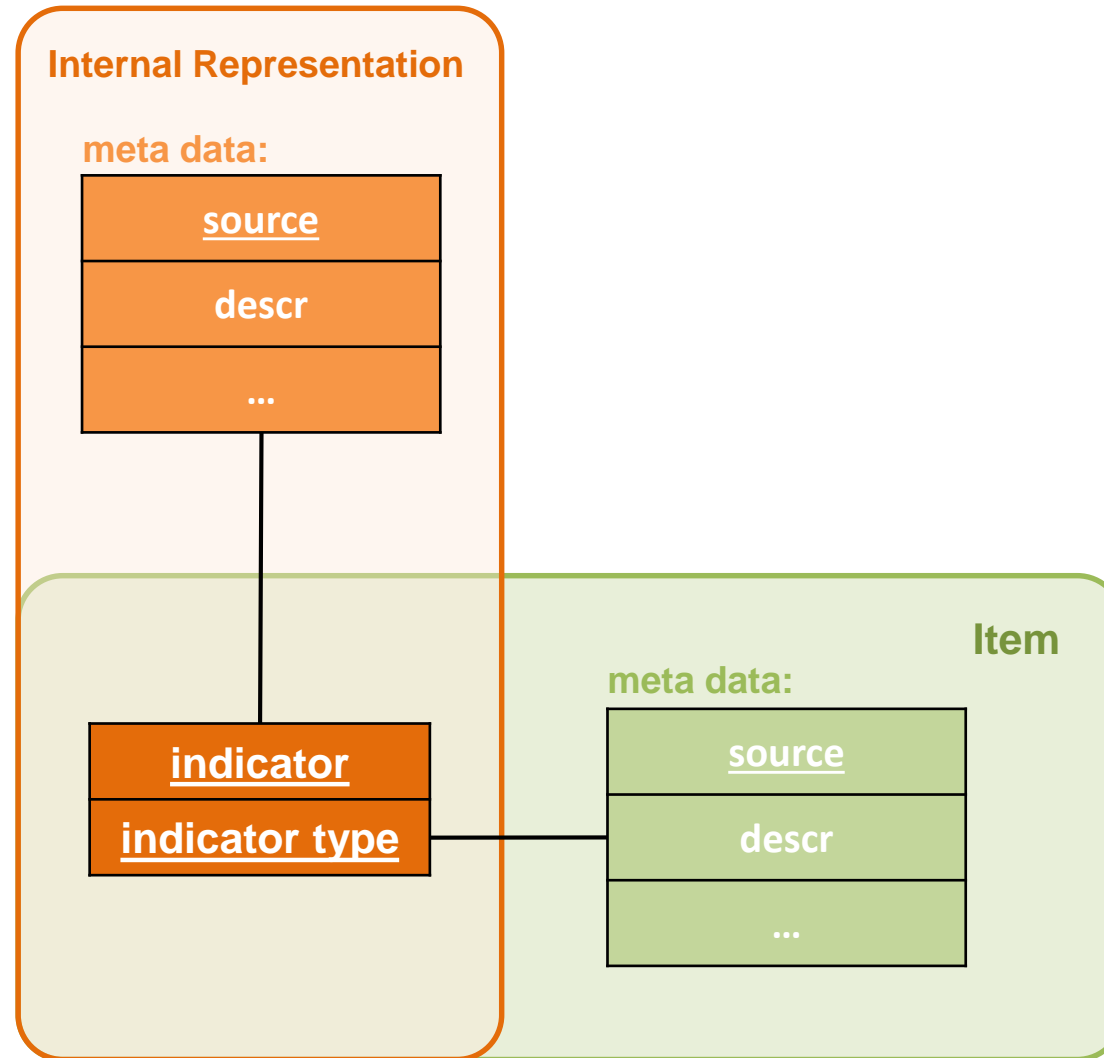 Internal Representation
meta data:
source
descr
...
Item
meta data:
indicator
indicator type
source
descr
...